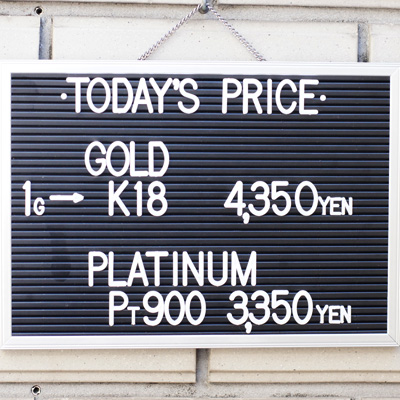 ·TODAY'S PRICE·
GOLD
1G→ K18 4,350YEN
PLATINUM
PT900 3,350YEN